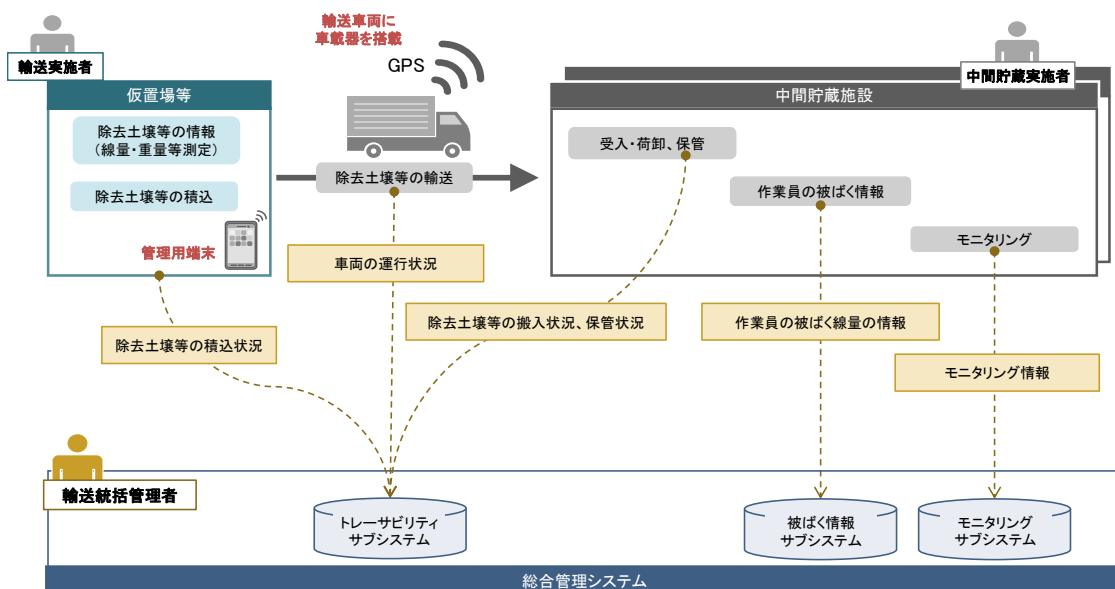 輸送車両に
車載器を搭載
GPS
輸送実施者
中間貯蔵実施者
仮置場等
中間貯蔵施設
除去土壌等の情報
（線量・重量等測定）
受入・荷卸、保管
除去土壌等の輸送
除去土壌等の積込
作業員の被ばく情報
管理用端末
モニタリング
車両の運行状況
除去土壌等の積込状況
除去土壌等の搬入状況、保管状況
作業員の被ばく線量の情報
モニタリング情報
輸送統括管理者
トレーサビリティ
サブシステム
被ばく情報
サブシステム
モニタリング
サブシステム
総合管理システム